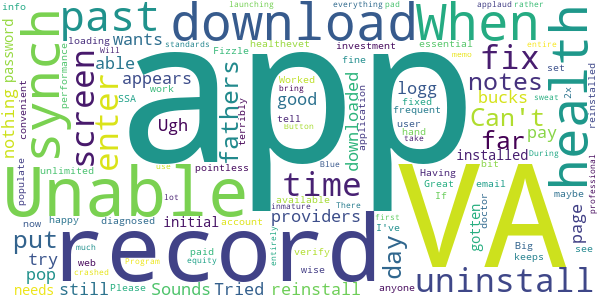 info
past
download
When
launching
everything
pad
applaud
rather
standards
Fizzle
healthevet
investment
essential
entire
Will
memo
loading
wants
fix
health
password
synch
performance
screen
able
appears
fathers
fine
Worked
bring
good
tell
Button
downloaded
application
logg
fixed
frequent
user
hand
take
notes
bucks
set
sweat
2x
reinstalled
nothing
convenient
enter
SSA
work
Ugh
terribly
app
Can't
pay
During
populate
unlimited
pointless
use
lot
available
Blue
There
inmature
far
installed
bit
maybe
professional
Unable
time
Having
Great
If
email
doctor
page
see
now
happy
diagnosed
initial
account
providers
first
I've
anyone
day
gotten
Big
keeps
VA
put
try
pop
needs
much
web
still
crashed
Please
Sounds
paid
equity
Program
Tried
entirely
verify
wise
reinstall
record
uninstall